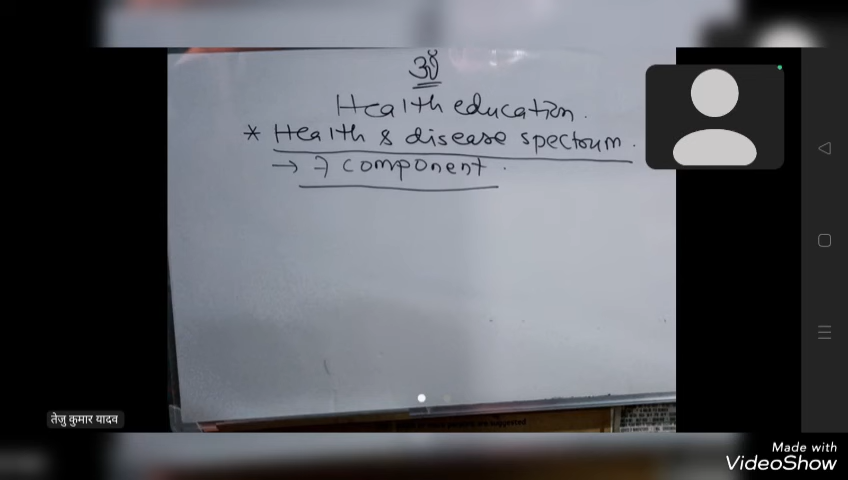 ॐ
Health education.
* Health & disease spectrum.
→ 7 component.
तेजु कुमार यादव
Made with
VideoShow